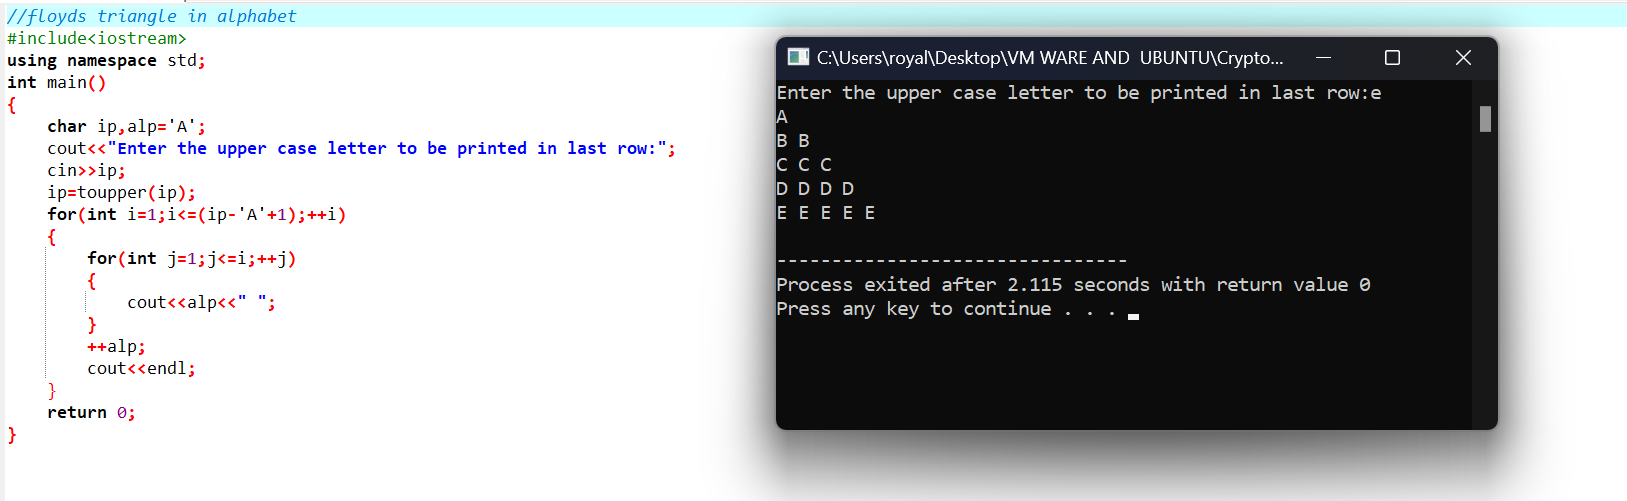 //floyds triangle in alphabet
#include<iostream>
using namespace std;
int main()
{
    char ip,alp='A';
    cout<<"Enter the upper case letter to be printed in last row:";
    cin>>ip;
    ip=toupper(ip);
    for(int i=1;i<=(ip-'A'+1);++i)
    {
        for(int j=1;j<=i;++j)
        {
            cout<<alp<<" ";
        }
        ++alp;
        cout<<endl;
    }
    return 0;
}
C:\Users\royal\Desktop\VM WARE AND  UBUNTU\Crypto...
Enter the upper case letter to be printed in last row:e
A
B B
C C C
D D D D
E E E E E
--------------------------------
Process exited after 2.115 seconds with return value 0
Press any key to continue . . .